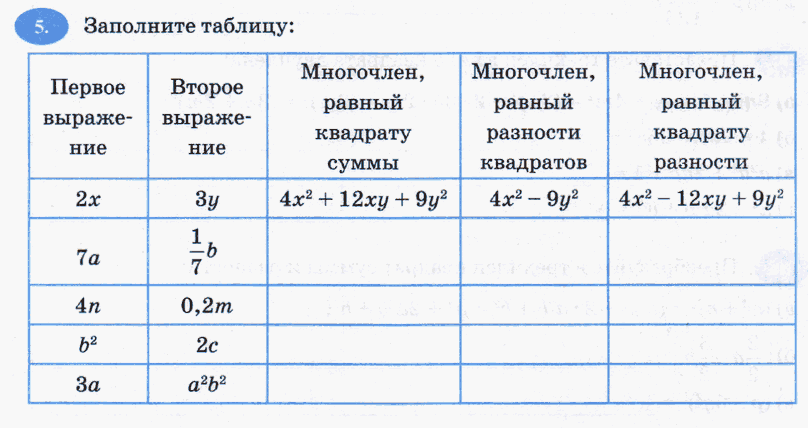 5. Заполните таблицу:
Первое выраже- ние | Второе выраже- ние | Многочлен, равный квадрату суммы | Многочлен, равный разности квадратов | Многочлен, равный квадрату разности
2x | 3y | 4x² + 12xy + 9y² | 4x² − 9y² | 4x² − 12xy + 9y²
7a | 1/7 b
4n | 0,2m
b² | 2c
3a | a²b²